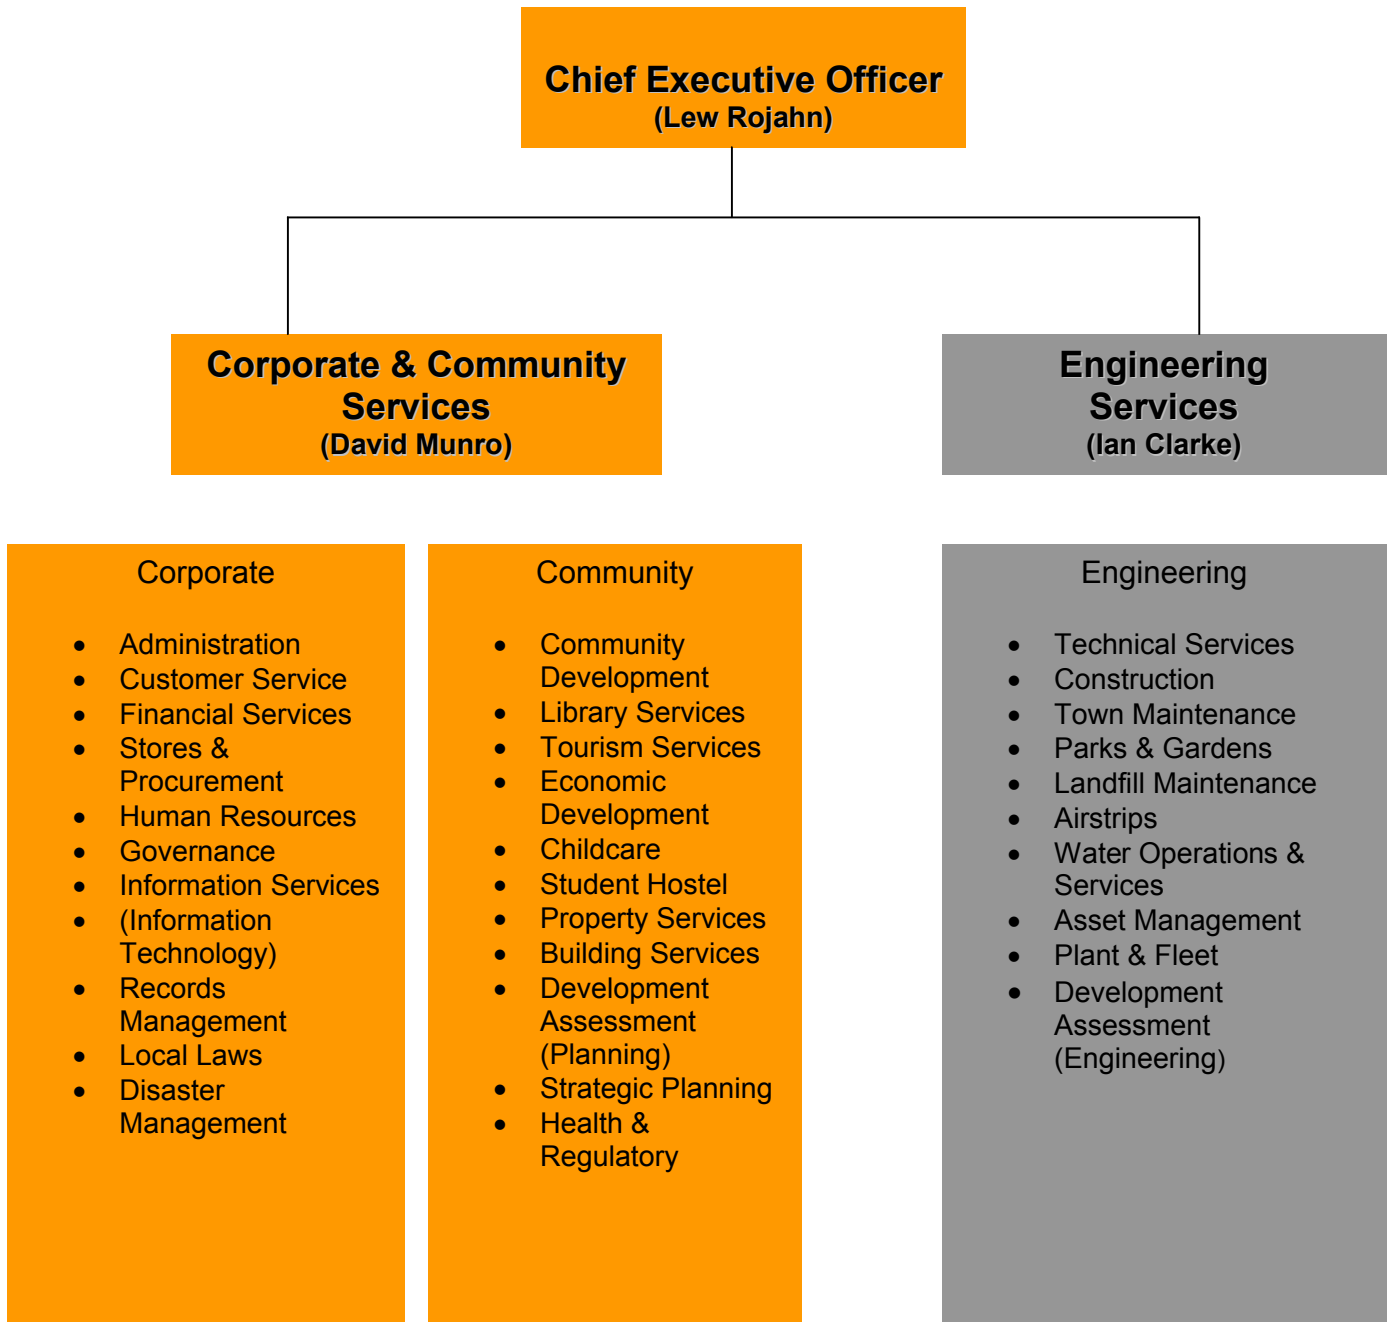 Chief Executive Officer
(Lew Rojahn)
Corporate & Community
Services
(David Munro)
Engineering
Services
(Ian Clarke)
Corporate
• Administration
• Customer Service
• Financial Services
• Stores &
Procurement
• Human Resources
• Governance
• Information Services
• (Information
Technology)
• Records
Management
• Local Laws
• Disaster
Management
Community
• Community
Development
• Library Services
• Tourism Services
• Economic
Development
• Childcare
• Student Hostel
• Property Services
• Building Services
• Development
Assessment
(Planning)
• Strategic Planning
• Health &
Regulatory
Engineering
• Technical Services
• Construction
• Town Maintenance
• Parks & Gardens
• Landfill Maintenance
• Airstrips
• Water Operations &
Services
• Asset Management
• Plant & Fleet
• Development
Assessment
(Engineering)